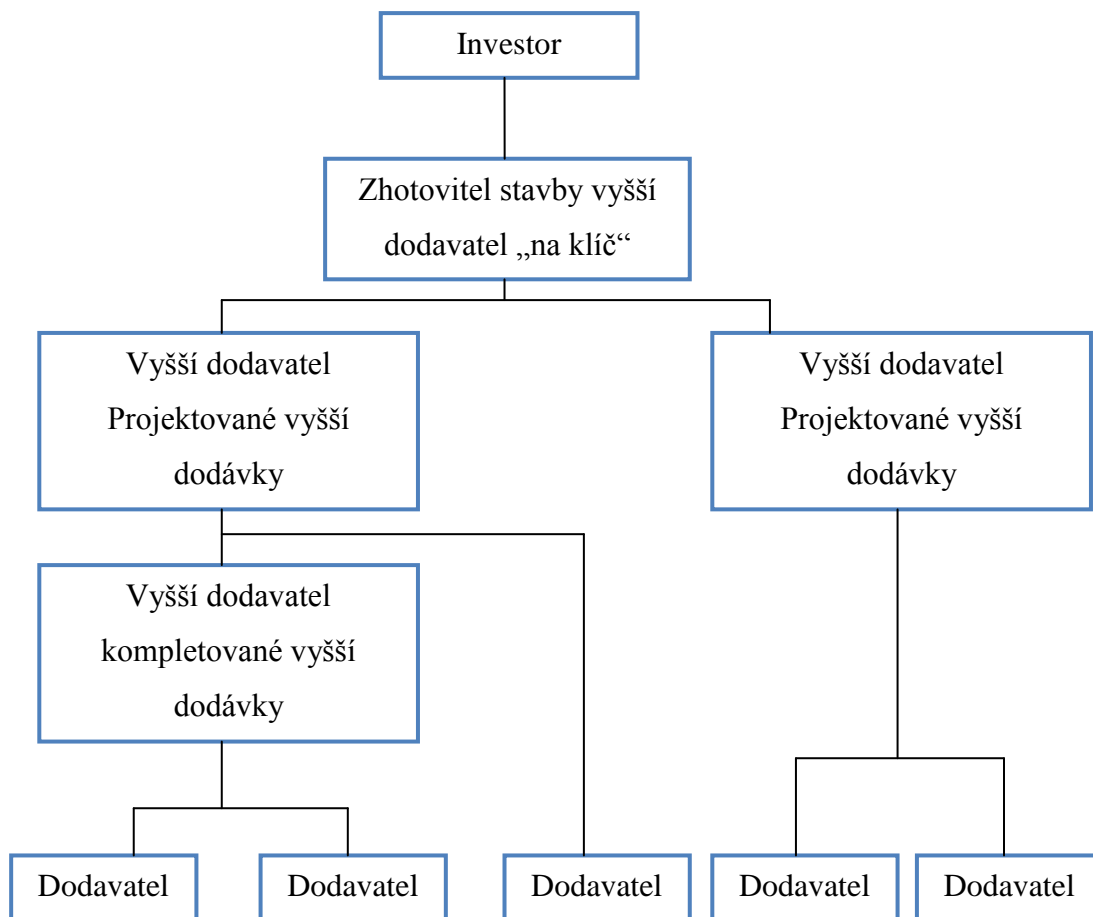 Investor
Zhotovitel stavby vyšší
dodavatel „na klíč“
Vyšší dodavatel
Projektované vyšší
dodávky
Vyšší dodavatel
Projektované vyšší
dodávky
Vyšší dodavatel
kompletované vyšší
dodávky
Dodavatel
Dodavatel
Dodavatel
Dodavatel
Dodavatel